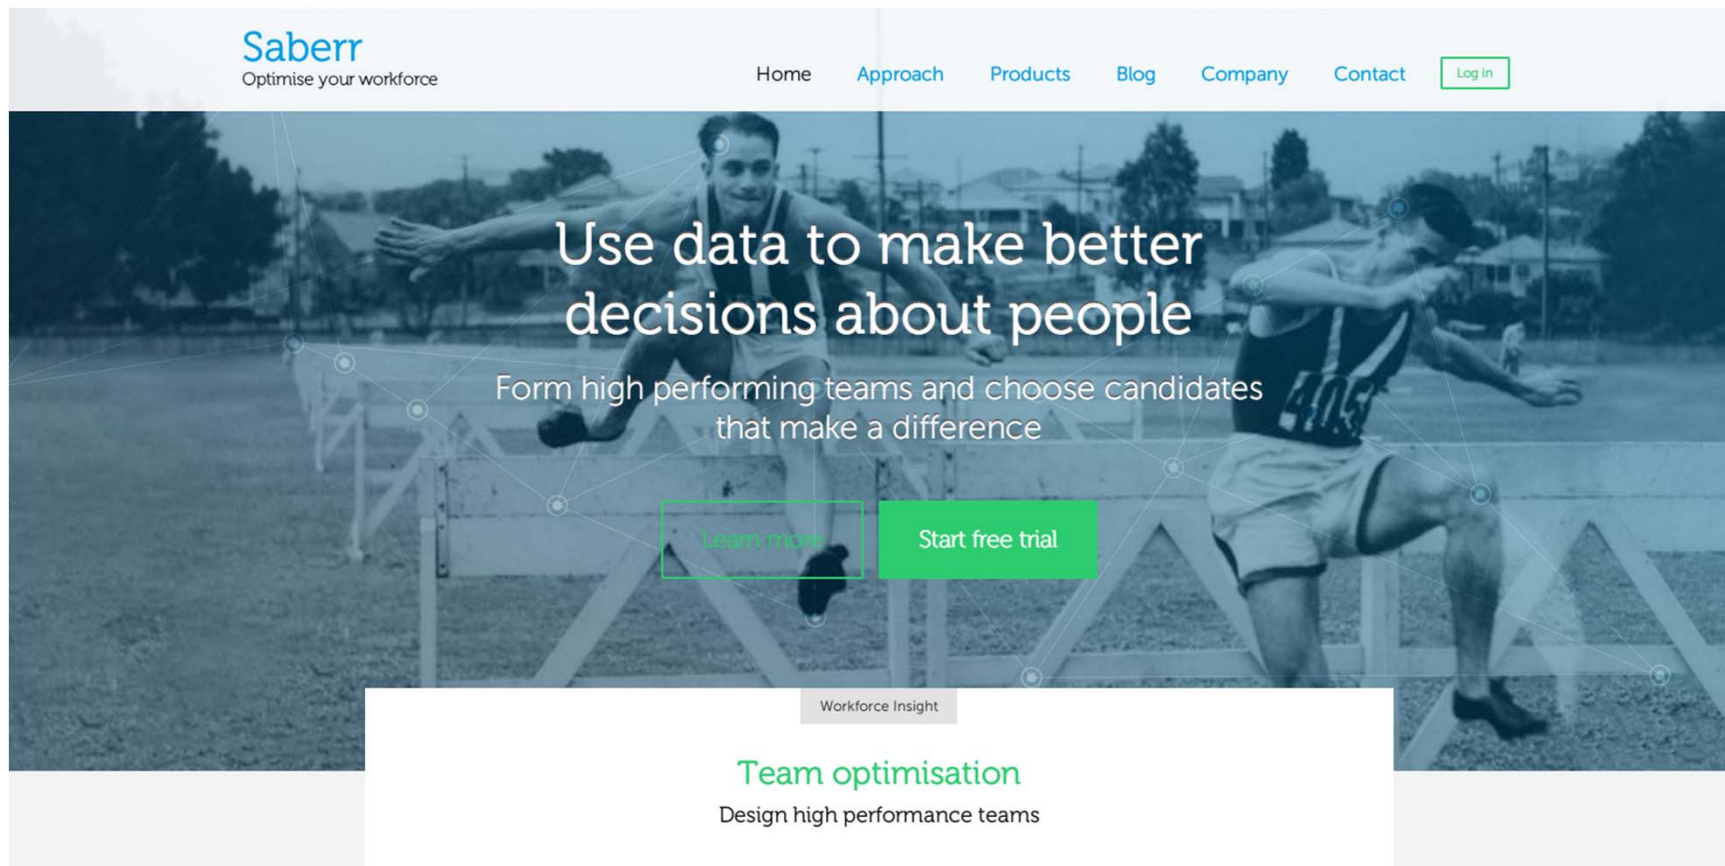 Saberr
Optimise your workforce
Home Approach Products Blog Company Contact Log in
Use data to make better
decisions about people
Form high performing teams and choose candidates
that make a difference
Learn more Start free trial
405
Workforce Insight
Team optimisation
Design high performance teams